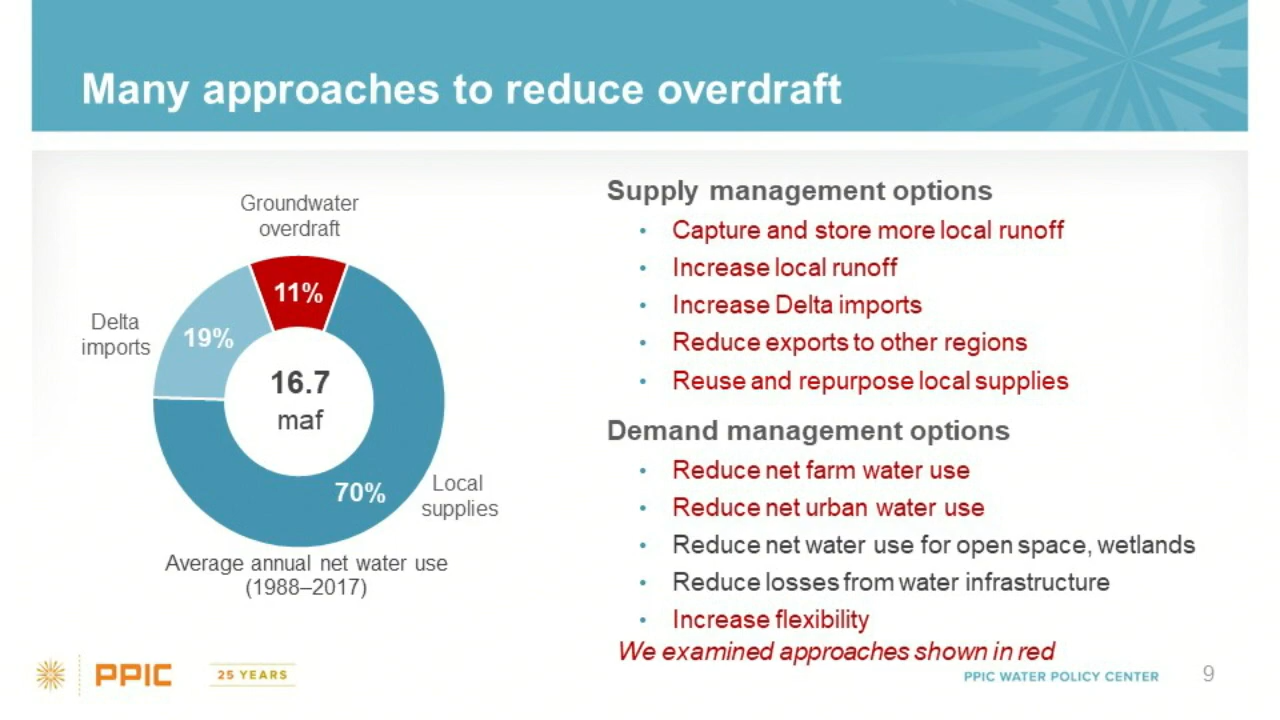 Many approaches to reduce overdraft
Groundwater
overdraft
11%
Delta
imports
19%
16.7
maf
70%
Local
supplies
Average annual net water use
(1988–2017)
Supply management options
• Capture and store more local runoff
• Increase local runoff
• Increase Delta imports
• Reduce exports to other regions
• Reuse and repurpose local supplies
Demand management options
• Reduce net farm water use
• Reduce net urban water use
• Reduce net water use for open space, wetlands
• Reduce losses from water infrastructure
• Increase flexibility
We examined approaches shown in red
PPIC
25 YEARS
PPIC WATER POLICY CENTER
9